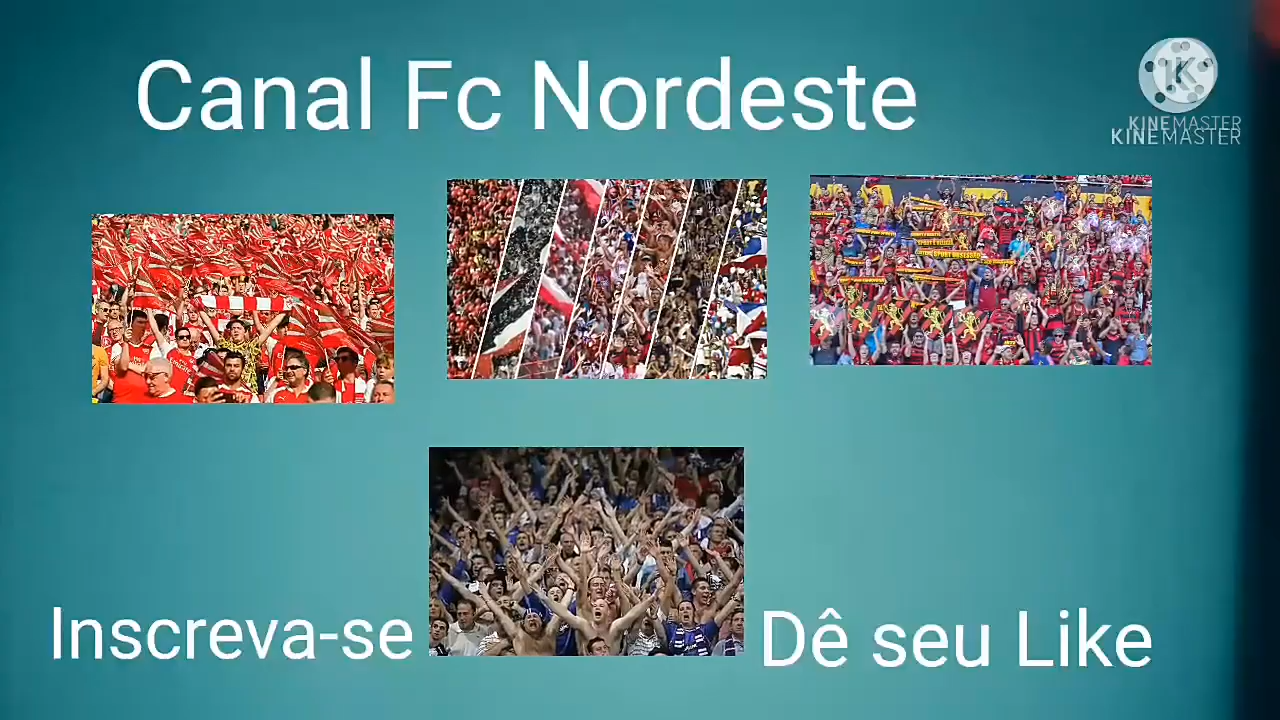 Canal Fc Nordeste
K
KINEMASTER
KINEMASTER
Inscreva-se
Dê seu Like